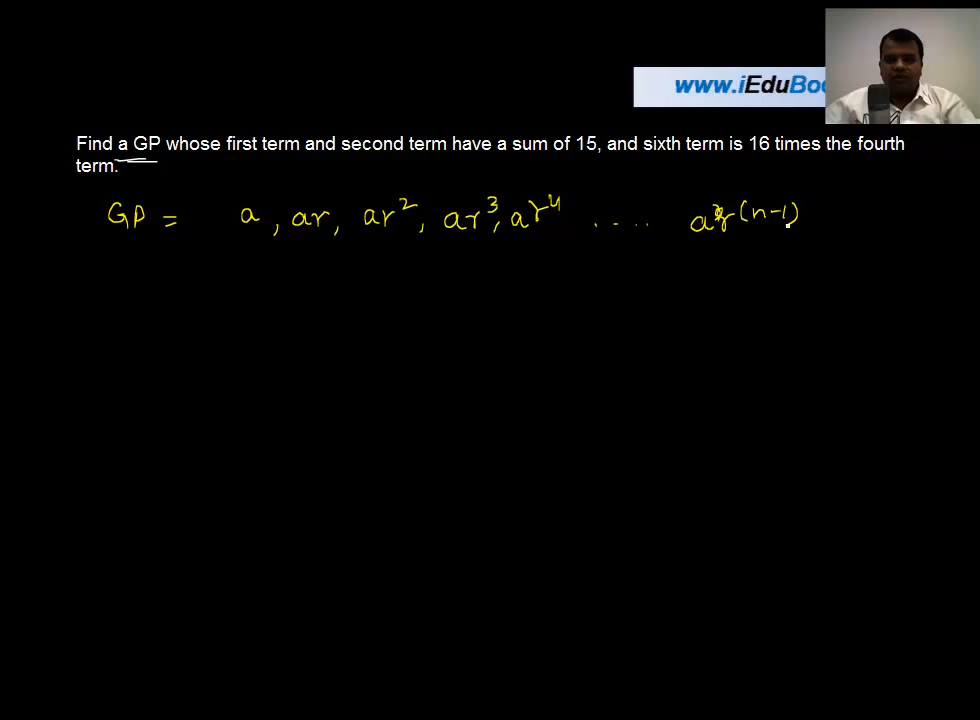 www.iEduBoo
Find a GP whose first term and second term have a sum of 15, and sixth term is 16 times the fourth
term.
GP = a, ar, ar², ar³, ar⁴ ..... ar^(n-1)